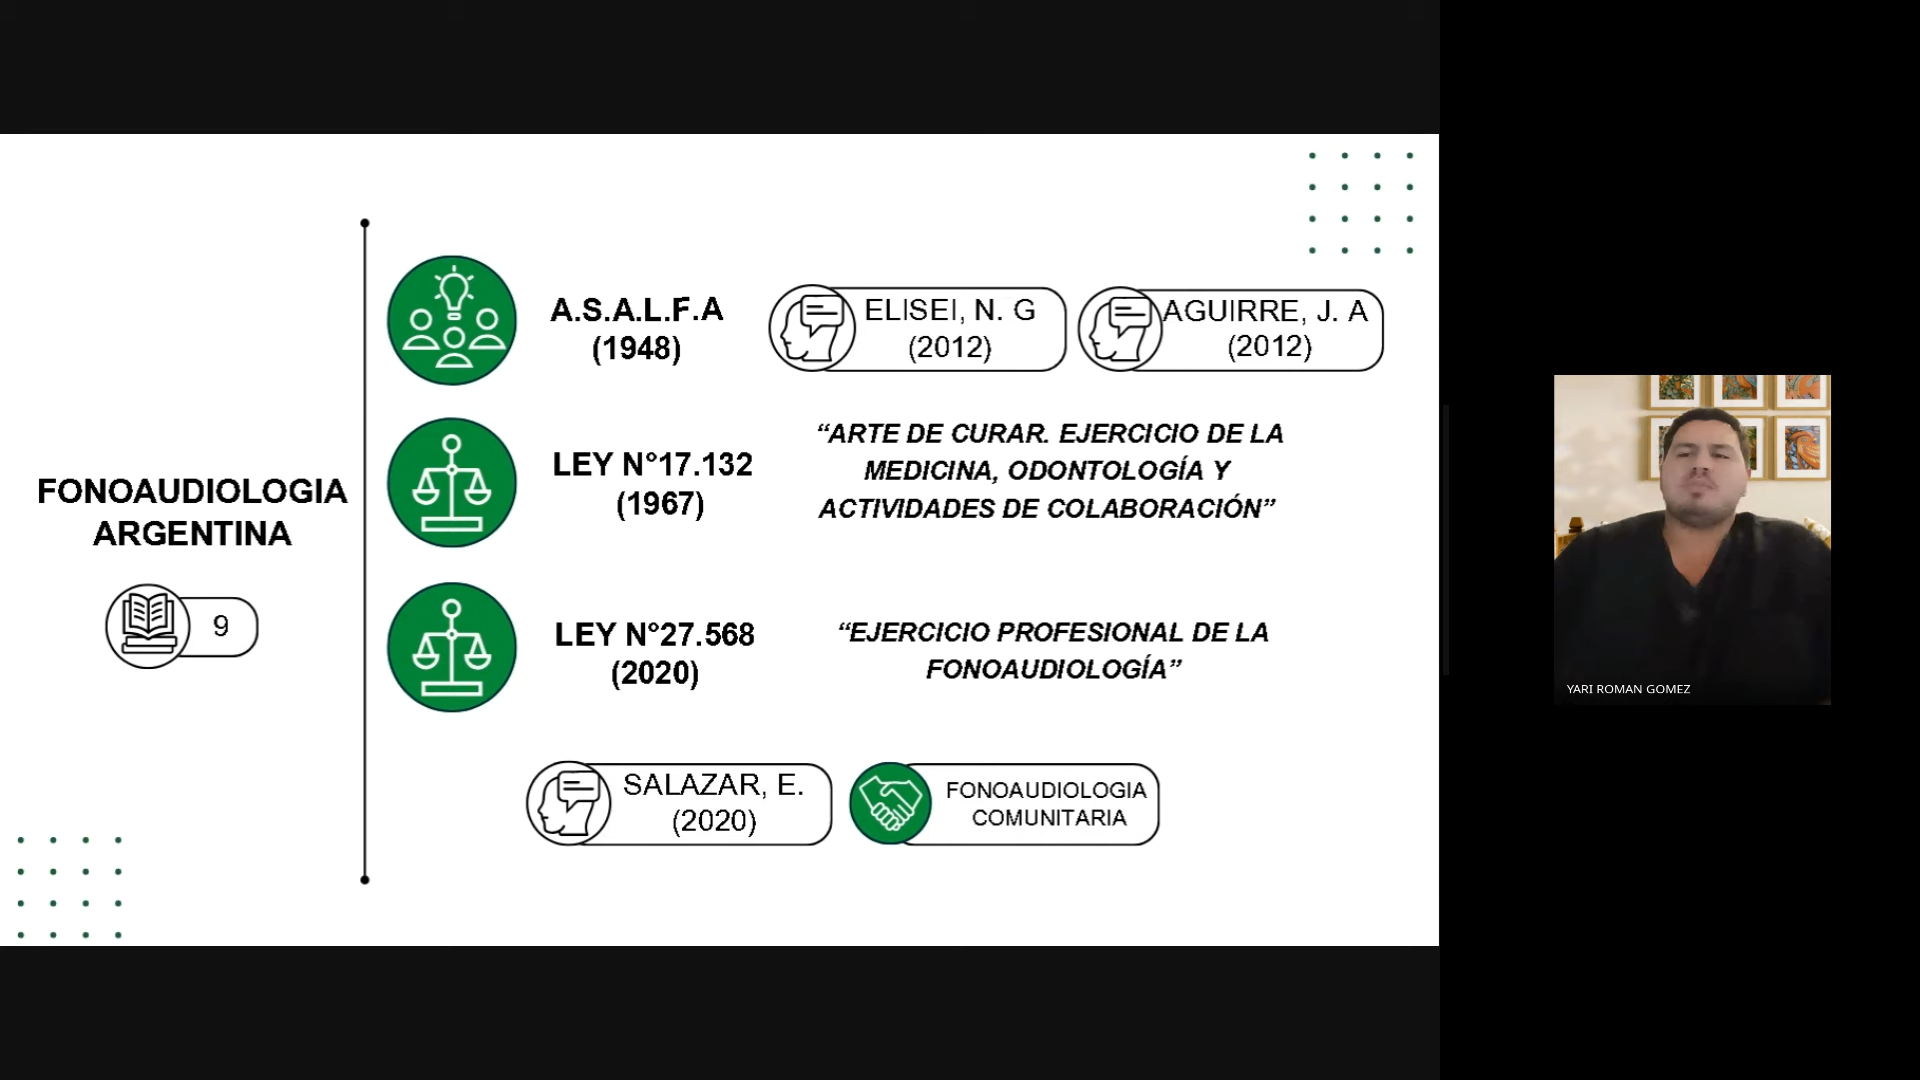 FONOAUDIOLOGIA
ARGENTINA
9
A.S.A.L.F.A
(1948)
ELISEI, N. G
(2012)
AGUIRRE, J. A
(2012)
LEY N°17.132
(1967)
“ARTE DE CURAR. EJERCICIO DE LA
MEDICINA, ODONTOLOGÍA Y
ACTIVIDADES DE COLABORACIÓN”
LEY N°27.568
(2020)
“EJERCICIO PROFESIONAL DE LA
FONOAUDIOLOGÍA”
SALAZAR, E.
(2020)
FONOAUDIOLOGIA
COMUNITARIA
YARI ROMAN GOMEZ